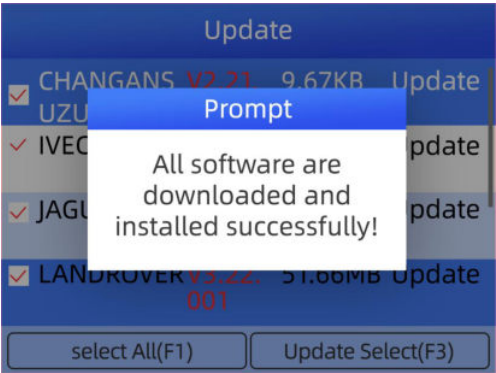 Update
CHANGANS V2.21 9.67KB Update
UZU
Prompt
IVEC pdate
All software are
downloaded and
installed successfully!
JAGU pdate
LANDROVER V5.22. 51.66MB Update
001
select All(F1) Update Select(F3)